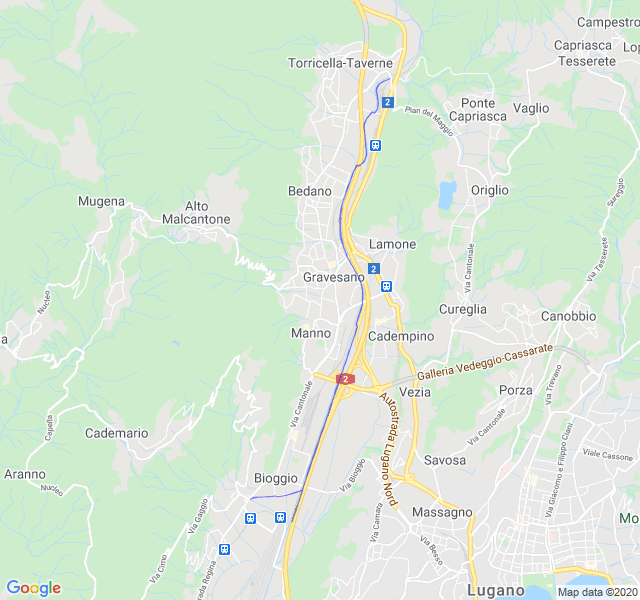 Campestro
Capriasca
Tesserete
Lop
Torricella-Taverne
2
Ponte
Capriasca
Vaglio
Pian del Maggio
Sureggio
Bedano
Origlio
Mugena
Alto
Malcantone
Lamone
Via Tesserete
Via Cantonale
2
Gravesano
Nucleo
Cureglia
Canobbio
Manno
Cadempino
a
Galleria Vedeggio-Cassarate
2
Via Trevano
Vezia
Porza
Via Cantonale
Autostrada Lugano Nord
Capella
Cademario
Via Cantonale
Via Giacomo e Filippo Ciani
Viale Cassone
Aranno
Nucleo
Bioggio
Via Bioggio
Savosa
Via Gaggio
Via Camara
Massagno
Mo
Via Cimo
Via Besso
rada Regina
Lugano
Google
Map data ©2020